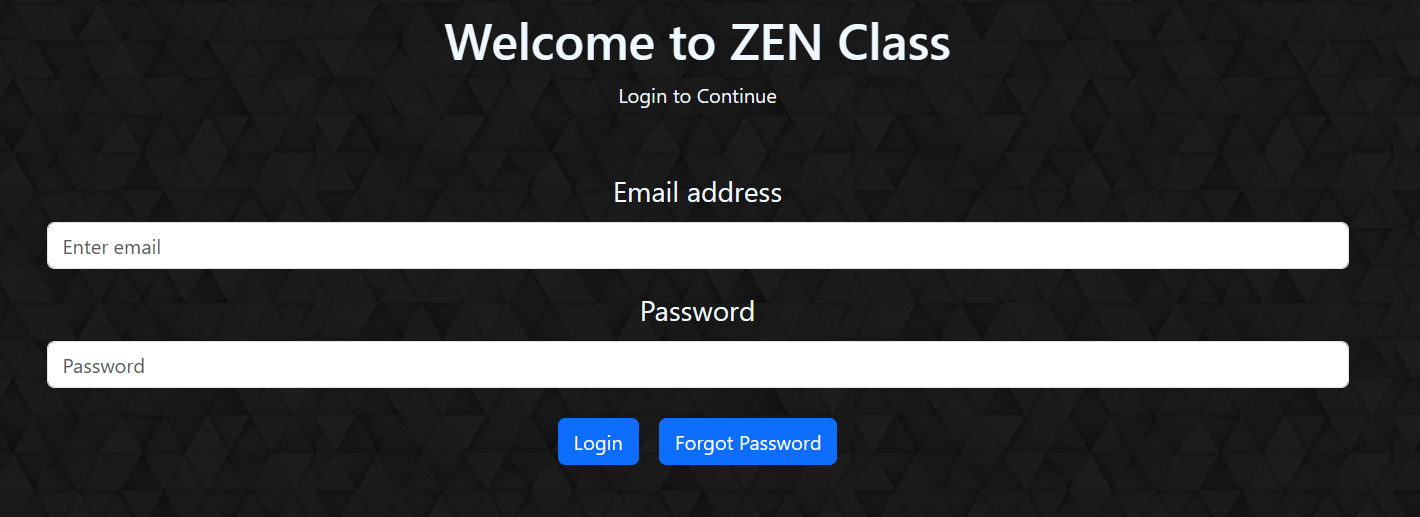 Welcome to ZEN Class
Login to Continue
Email address
Enter email
Password
Password
Login Forgot Password